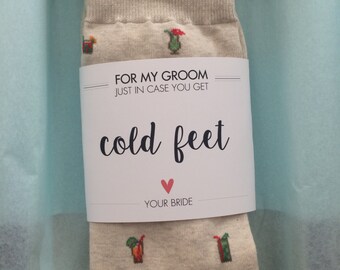 FOR MY GROOM
JUST IN CASE YOU GET
cold feet
YOUR BRIDE